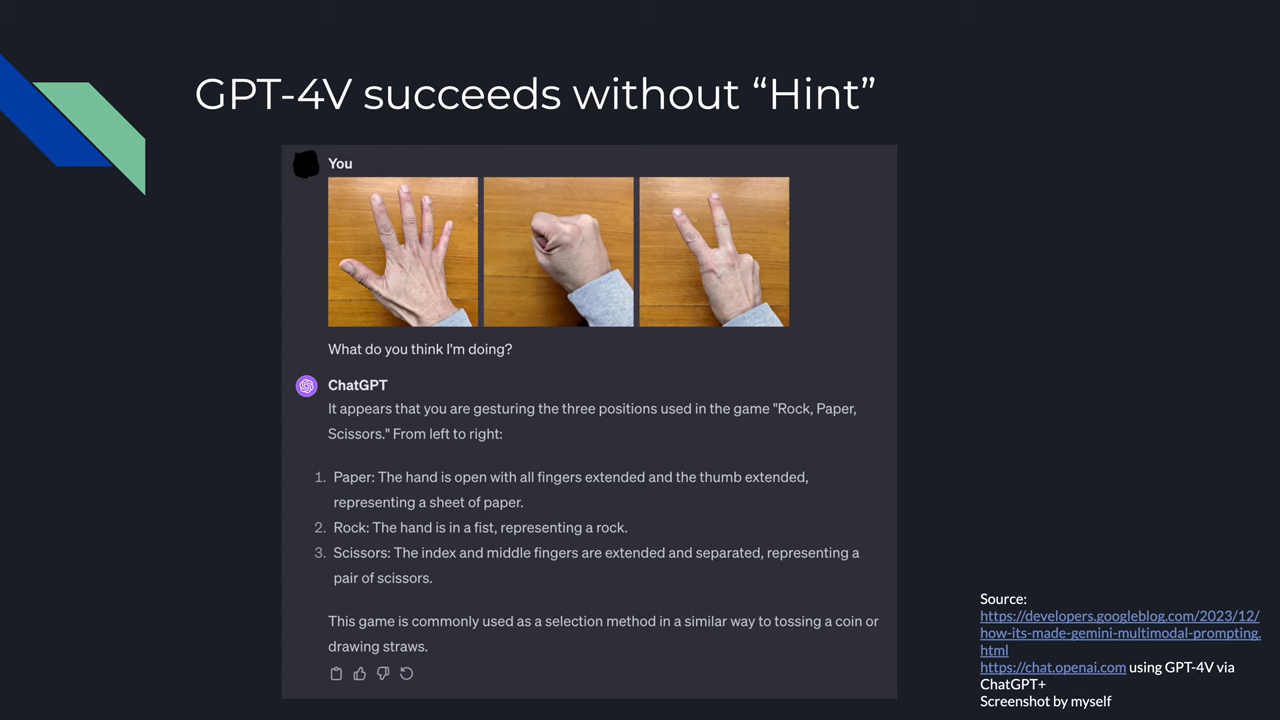 GPT-4V succeeds without “Hint”
You
What do you think I'm doing?
ChatGPT
It appears that you are gesturing the three positions used in the game "Rock, Paper,
Scissors." From left to right:
1. Paper: The hand is open with all fingers extended and the thumb extended,
representing a sheet of paper.
2. Rock: The hand is in a fist, representing a rock.
3. Scissors: The index and middle fingers are extended and separated, representing a
pair of scissors.
This game is commonly used as a selection method in a similar way to tossing a coin or
drawing straws.
Source:
https://developers.googleblog.com/2023/12/
how-its-made-gemini-multimodal-prompting.
html
https://chat.openai.com using GPT-4V via
ChatGPT+
Screenshot by myself